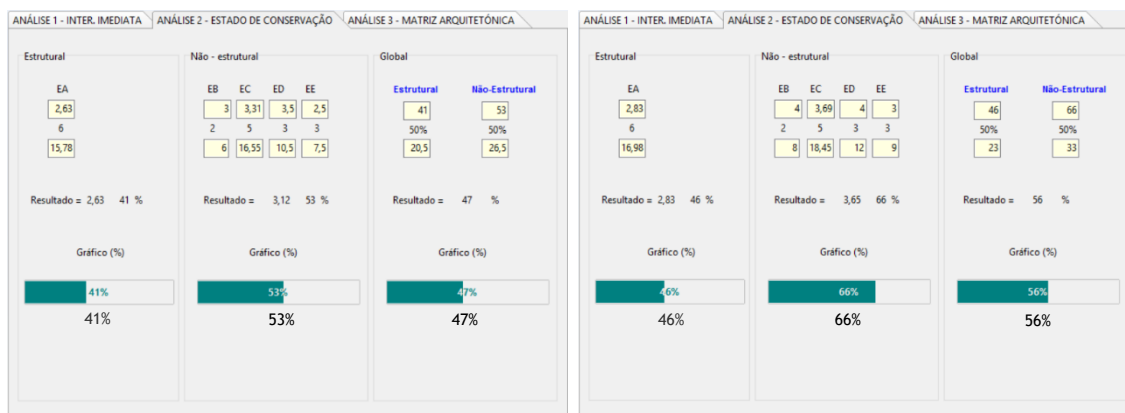 ANÁLISE 1 - INTER. IMEDIATA ANÁLISE 2 - ESTADO DE CONSERVAÇÃO ANÁLISE 3 - MATRIZ ARQUITETÓNICA
Estrutural Não - estrutural Global
EA EB EC ED EE Estrutural Não-Estrutural
2,63 3 3,31 3,5 2,5 41 53
6 2 5 3 3 50% 50%
15,78 6 16,55 10,5 7,5 20,5 26,5
Resultado = 2,63 41 % Resultado = 3,12 53 % Resultado = 47 %
Gráfico (%) Gráfico (%) Gráfico (%)
41% 53% 47%
41% 53% 47%
ANÁLISE 1 - INTER. IMEDIATA ANÁLISE 2 - ESTADO DE CONSERVAÇÃO ANÁLISE 3 - MATRIZ ARQUITETÓNICA
Estrutural Não - estrutural Global
EA EB EC ED EE Estrutural Não-Estrutural
2,83 4 3,69 4 3 46 66
6 2 5 3 3 50% 50%
16,98 8 18,45 12 9 23 33
Resultado = 2,83 46 % Resultado = 3,65 66 % Resultado = 56 %
Gráfico (%) Gráfico (%) Gráfico (%)
46% 66% 56%
46% 66% 56%